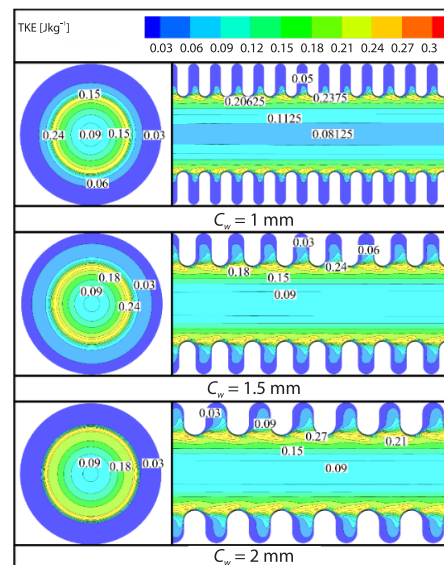 TKE [Jkg⁻¹]
0.03 0.06 0.09 0.12 0.15 0.18 0.21 0.24 0.27 0.3
0.15 0.24 0.09 0.15 0.03 0.06
0.05 0.20625 0.2375 0.1125 0.08125
C_w = 1 mm
0.18 0.03 0.09 0.24
0.03 0.06 0.18 0.24 0.15 0.09
C_w = 1.5 mm
0.09 0.18 0.03
0.03 0.09 0.27 0.21 0.15 0.09
C_w = 2 mm